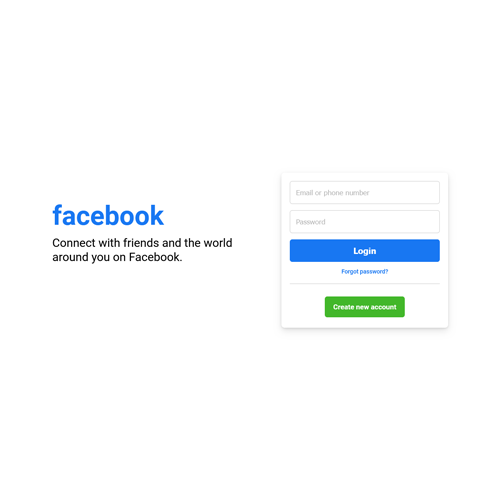 facebook
Connect with friends and the world
around you on Facebook.
Email or phone number
Password
Login
Forgot password?
Create new account